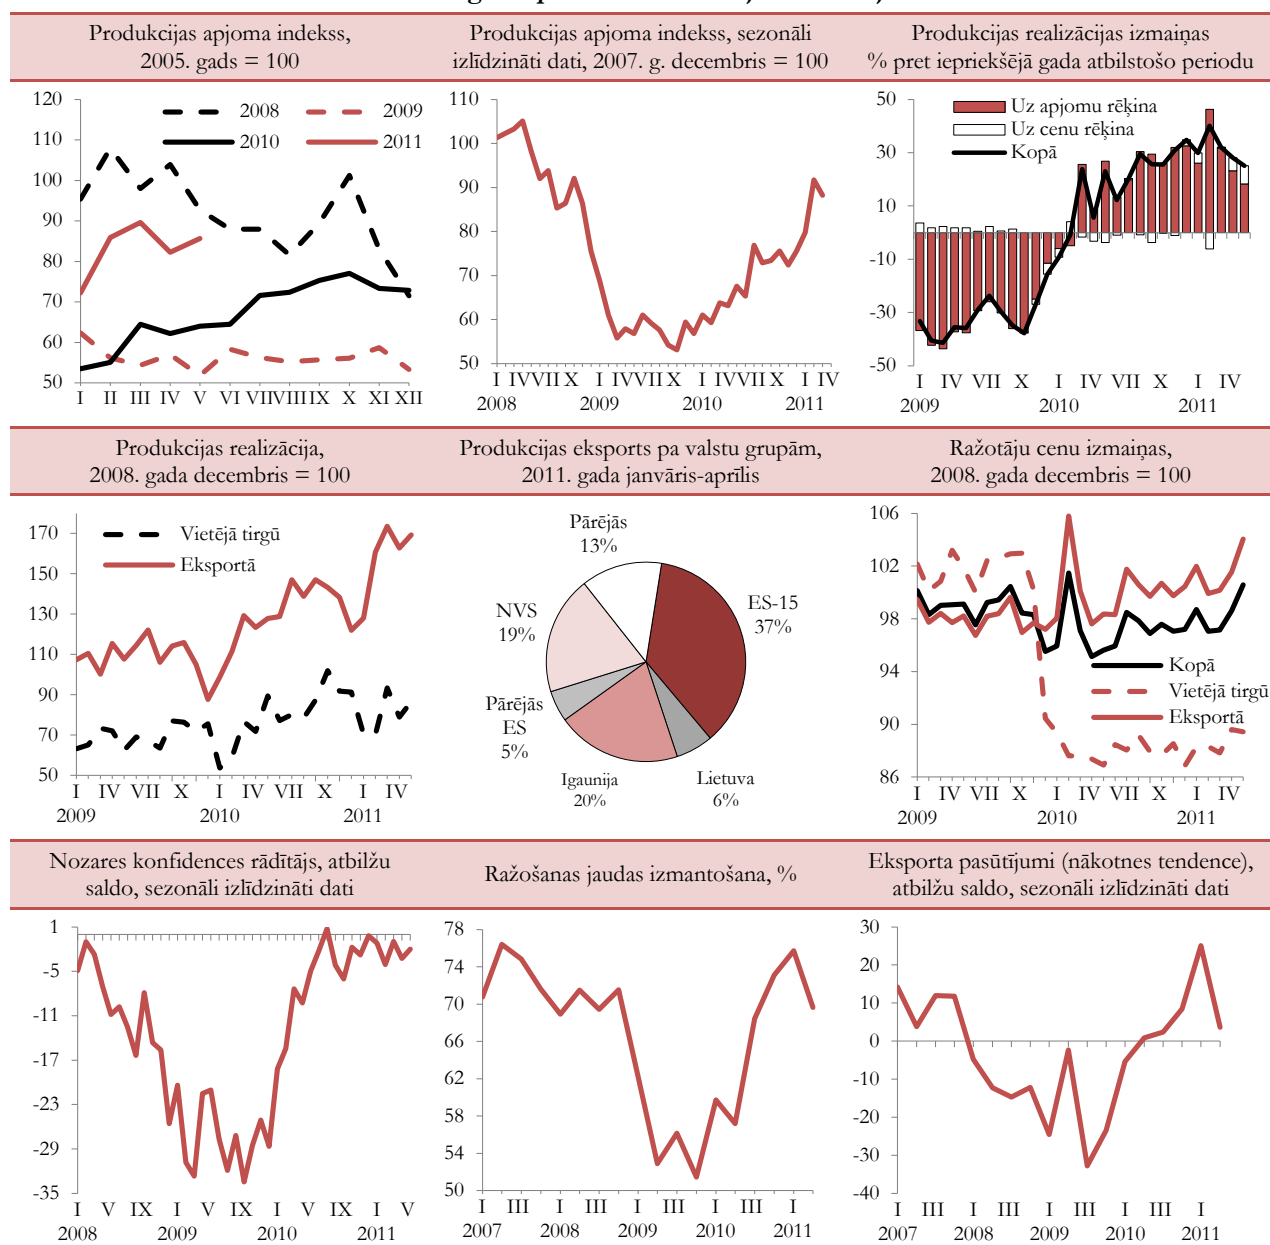 Produkcijas apjoma indekss,
2005. gads = 100
120
110
100
90
80
70
60
50
2008
2009
2010
2011
I II III IV V VI VII VIII IX X XI XII
Produkcijas apjoma indekss, sezonāli
izlīdzināti dati, 2007. g. decembris = 100
110
100
90
80
70
60
50
I IV VII X I IV VII X I IV VII X I IV
2008 2009 2010 2011
Produkcijas realizācijas izmaiņas
% pret iepriekšējā gada atbilstošo periodu
50
30
10
-10
-30
-50
Uz apjomu rēķina
Uz cenu rēķina
Kopā
I IV VII X I IV VII X I IV
2009 2010 2011
Produkcijas realizācija,
2008. gada decembris = 100
170
150
130
110
90
70
50
Vietējā tirgū
Eksportā
I IV VII X I IV VII X I IV
2009 2010 2011
Produkcijas eksports pa valstu grupām,
2011. gada janvāris-aprīlis
Pārējās
13%
ES-15
37%
NVS
19%
Pārējās
ES
5%
Igaunija
20%
Lietuva
6%
Ražotāju cenu izmaiņas,
2008. gada decembris = 100
106
102
98
94
90
86
Kopā
Vietējā tirgū
Eksportā
I IV VII X I IV VII X I IV
2009 2010 2011
Nozares konfidences rādītājs, atbilžu
saldo, sezonāli izlīdzināti dati
1
-5
-11
-17
-23
-29
-35
I V IX I V IX I V IX I V
2008 2009 2010 2011
Ražošanas jaudas izmantošana, %
78
74
70
66
62
58
54
50
I III I III I III I III I
2007 2008 2009 2010 2011
Eksporta pasūtījumi (nākotnes tendence),
atbilžu saldo, sezonāli izlīdzināti dati
30
20
10
0
-10
-20
-30
-40
I III I III I III I III I
2007 2008 2009 2010 2011